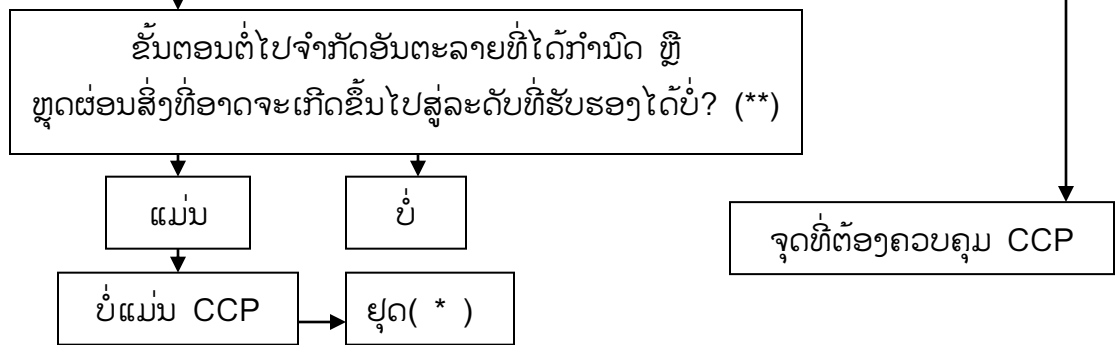 ຂັ້ນຕອນຕໍ່ໄປຈຳກັດອັນຕະລາຍທີ່ໄດ້ກຳນົດ ຫຼື
ຫຼຸດຜ່ອນສິ່ງທີ່ອາດຈະເກີດຂຶ້ນໄປສູ່ລະດັບທີ່ຮັບຮອງໄດ້ບໍ່? (**)
ແມ່ນ
ບໍ່
ຈຸດທີ່ຕ້ອງຄວບຄຸມ CCP
ບໍ່ແມ່ນ CCP
ຢຸດ( * )